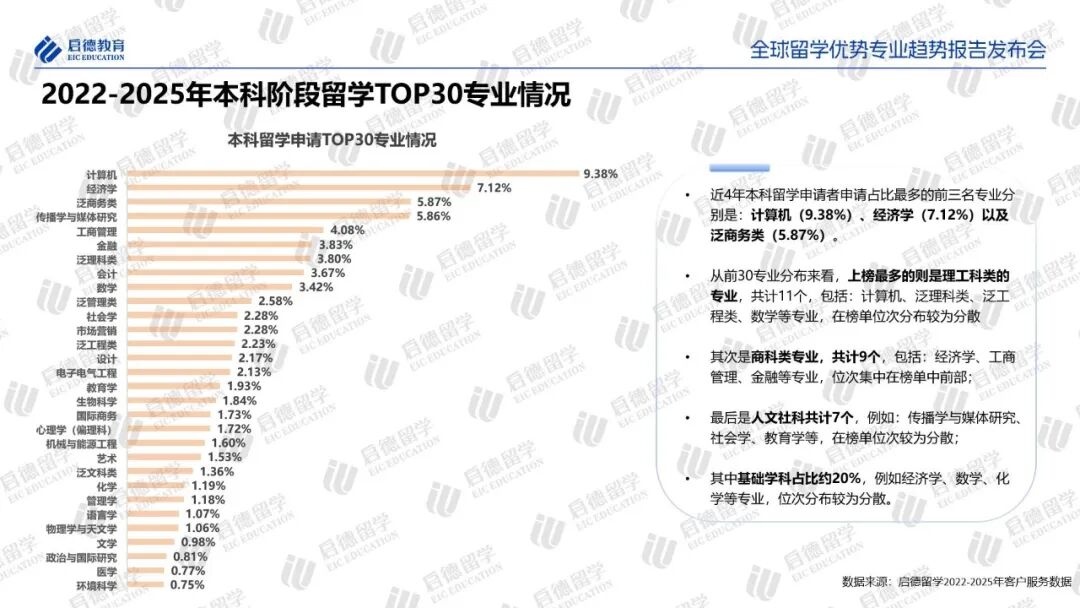 启德教育
EIC EDUCATION
全球留学优势专业趋势报告发布会
2022-2025年本科阶段留学TOP30专业情况
本科留学申请TOP30专业情况
计算机 9.38%
经济学 7.12%
泛商务类 5.87%
传播学与媒体研究 5.86%
工商管理 4.08%
金融 3.83%
泛理科类 3.80%
会计 3.67%
数学 3.42%
泛管理类 2.58%
社会学 2.28%
市场营销 2.28%
泛工程类 2.23%
设计 2.17%
电子电气工程 2.13%
教育学 1.93%
生物科学 1.84%
国际商务 1.73%
心理学（偏理科） 1.72%
机械与能源工程 1.60%
艺术 1.53%
泛文科类 1.36%
化学 1.19%
管理学 1.18%
语言学 1.07%
物理学与天文学 1.06%
文学 0.98%
政治与国际研究 0.81%
医学 0.77%
环境科学 0.75%
• 近4年本科留学申请者申请占比最多的前三名专业分
别是：计算机（9.38%）、经济学（7.12%）以及
泛商务类（5.87%）。
• 从前30专业分布来看，上榜最多的则是理工科类的
专业，共计11个，包括：计算机、泛理科类、泛工
程类、数学等专业，在榜单位次分布较为分散
• 其次是商科类专业，共计9个，包括：经济学、工商
管理、金融等专业，位次集中在榜单中前部；
• 最后是人文社科共计7个，例如：传播学与媒体研究、
社会学、教育学等，在榜单位次较为分散；
• 其中基础学科占比约20%，例如经济学、数学、化
学等专业，位次分布较为分散。
数据来源：启德留学2022-2025年客户服务数据
启德留学
EIC EDUCATION